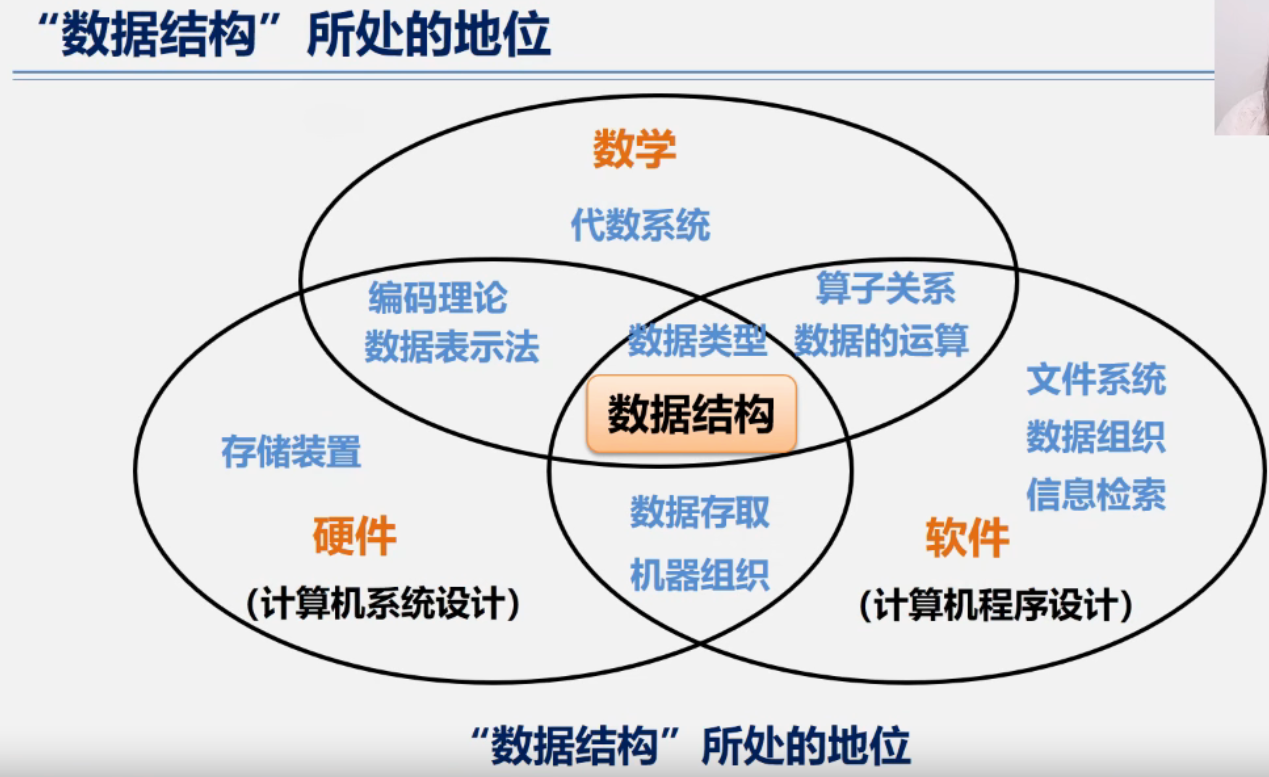 “数据结构”所处的地位
数学
代数系统
编码理论
数据表示法
算子关系
数据的运算
数据类型
数据结构
文件系统
数据组织
信息检索
存储装置
硬件
(计算机系统设计)
数据存取
机器组织
软件
(计算机程序设计)
“数据结构”所处的地位